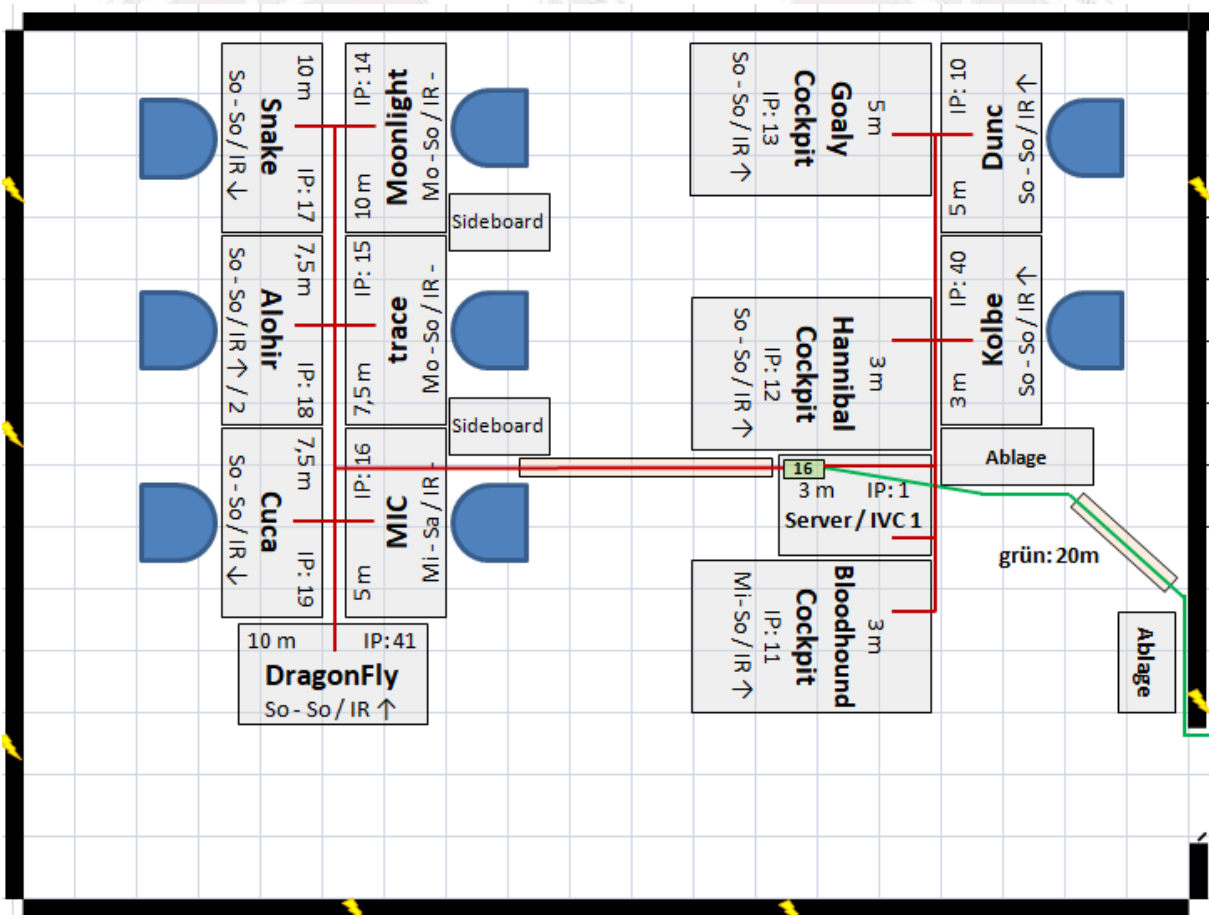 10 m
IP: 17
Snake
So - So / IR ↓
IP: 14
10 m
Moonlight
Mo - So / IR -
Sideboard
7,5 m
IP: 18
Alohir
So - So / IR ↑ / 2
IP: 15
7,5 m
trace
Mo - So / IR -
Sideboard
7,5 m
IP: 19
Cuca
So - So / IR ↓
IP:16
5 m
MIC
Mi - Sa / IR -
10 m
IP:41
DragonFly
So - So / IR ↑
5 m
Goaly
Cockpit
IP: 13
So - So / IR ↑
IP: 10
5 m
Dunc
So - So / IR ↑
3 m
Hannibal
Cockpit
IP: 12
So - So / IR ↑
IP: 40
3 m
Kolbe
So - So / IR ↑
Ablage
16
3 m
IP: 1
Server / IVC 1
3 m
Bloodhound
Cockpit
IP: 11
Mi - So / IR ↑
grün: 20m
Ablage